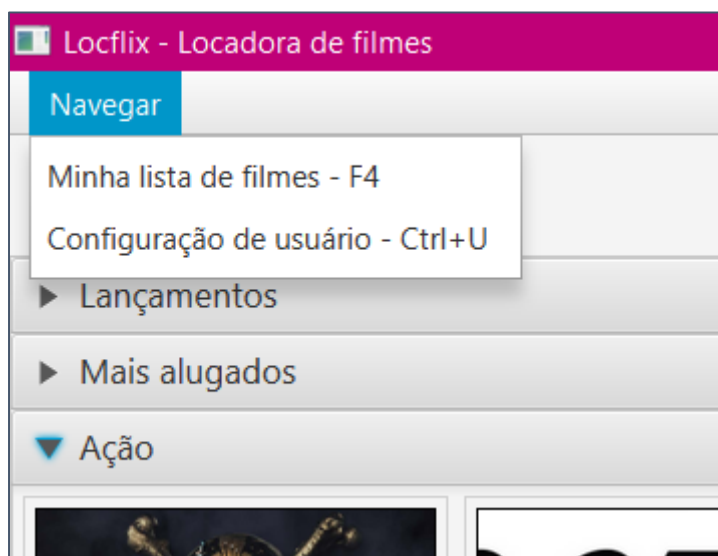 Locflix - Locadora de filmes
Navegar
Minha lista de filmes - F4
Configuração de usuário - Ctrl+U
Lançamentos
Mais alugados
Ação